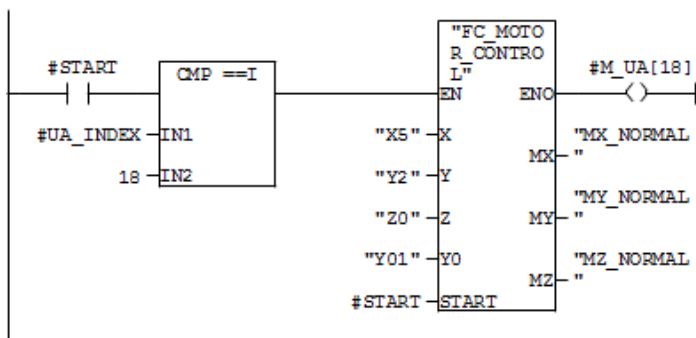 "FC_MOTO
R_CONTRO
L"
#START
CMP ==I
#M_UA[18]
EN
ENO
#UA_INDEX
IN1
"X5"
X
"MX_NORMAL
MX
"
18
IN2
"Y2"
Y
"MY_NORMAL
"Z0"
Z
MY
"
"Y01"
Y0
"MZ_NORMAL
MZ
"
#START
START